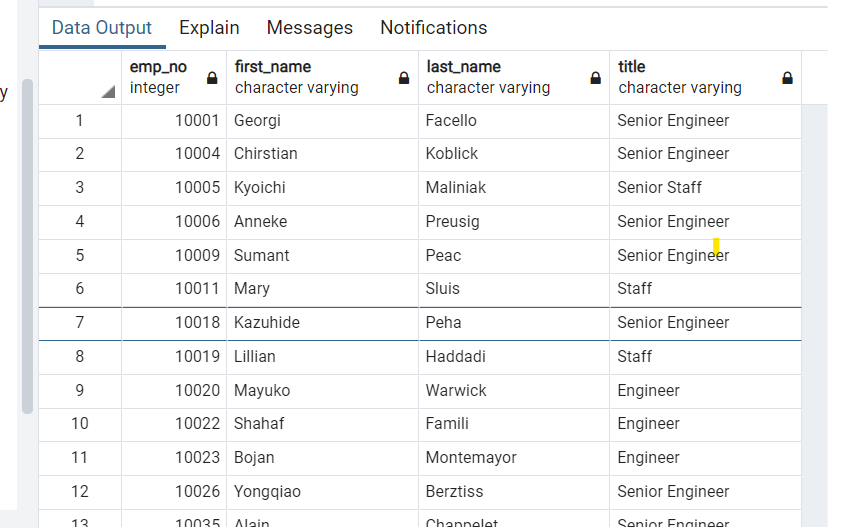 y
Data Output Explain Messages Notifications
emp_no first_name last_name title
integer character varying character varying character varying
1 10001 Georgi Facello Senior Engineer
2 10004 Chirstian Koblick Senior Engineer
3 10005 Kyoichi Maliniak Senior Staff
4 10006 Anneke Preusig Senior Engineer
5 10009 Sumant Peac Senior Engineer
6 10011 Mary Sluis Staff
7 10018 Kazuhide Peha Senior Engineer
8 10019 Lillian Haddadi Staff
9 10020 Mayuko Warwick Engineer
10 10022 Shahaf Famili Engineer
11 10023 Bojan Montemayor Engineer
12 10026 Yongqiao Berztiss Senior Engineer
13 10035 Alain Chappelet Senior Engineer